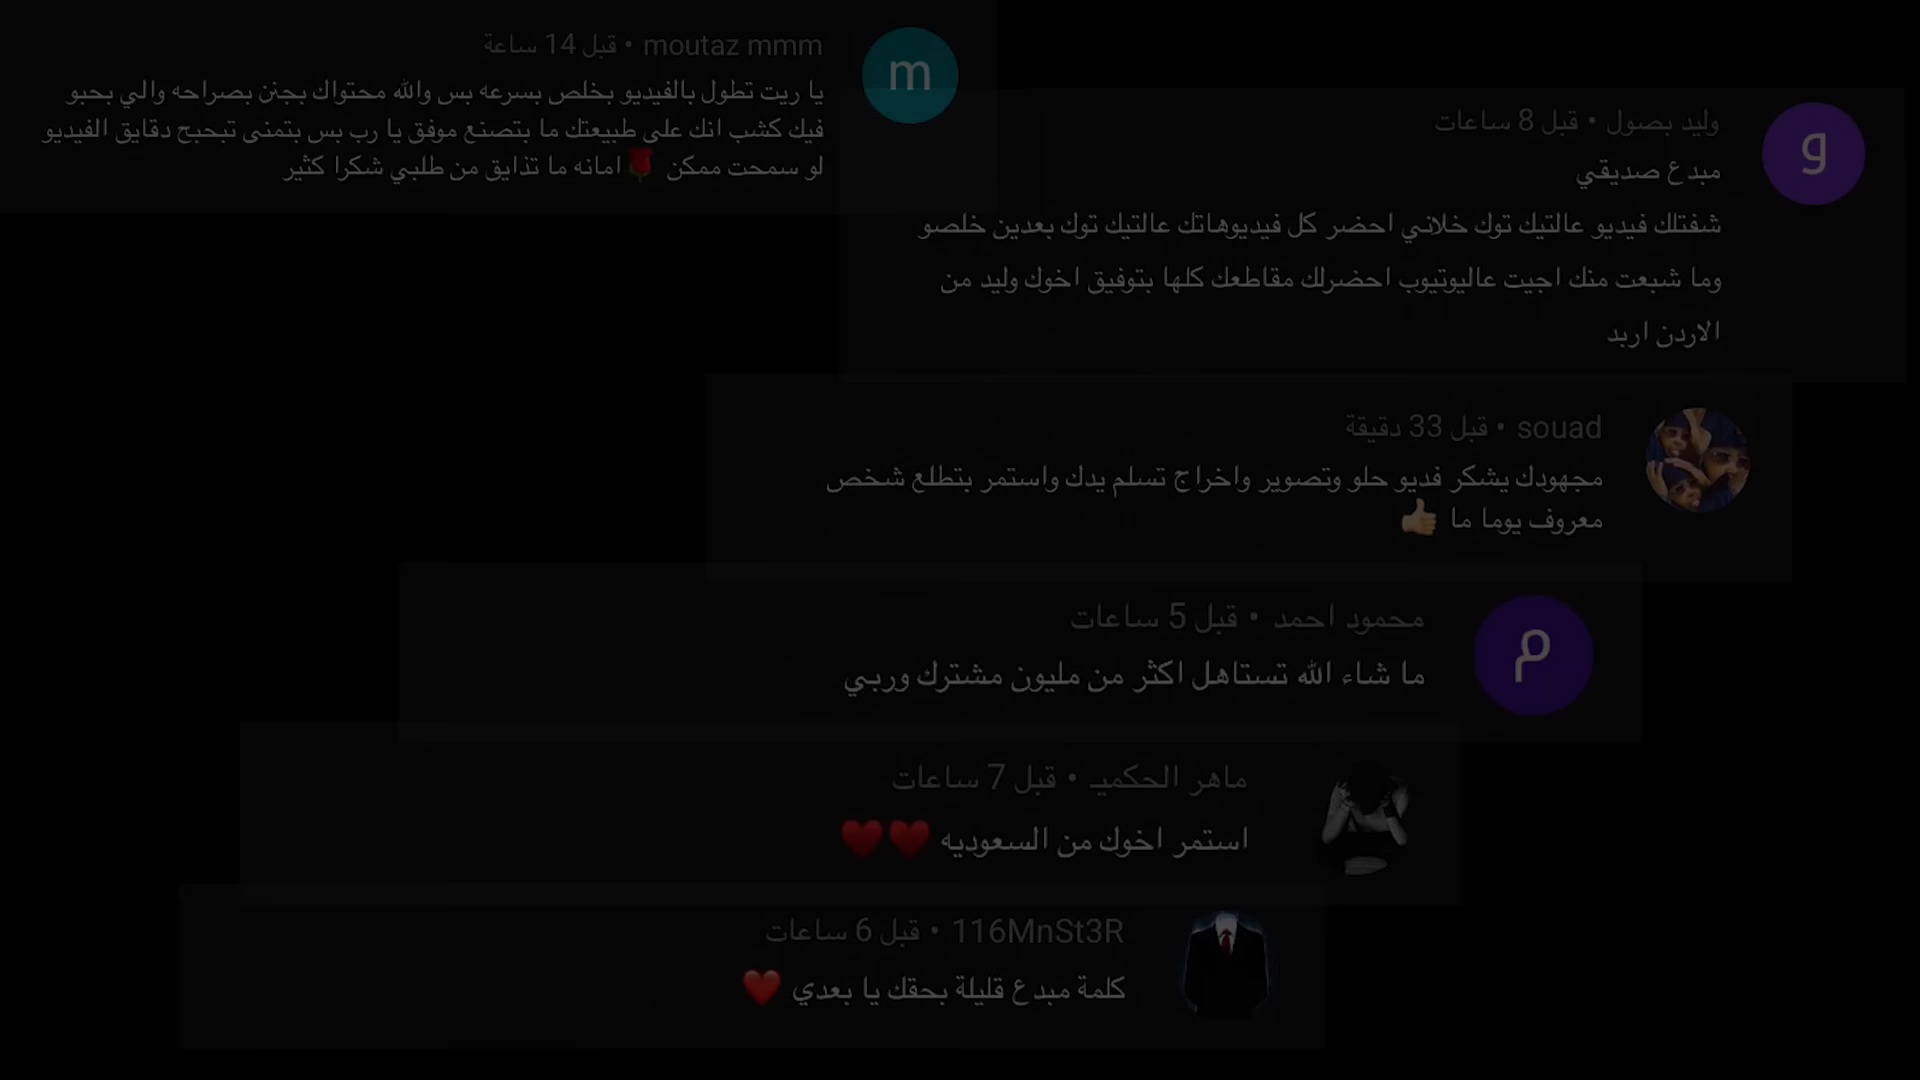 moutaz mmm • قبل 14 ساعة
يا ريت تطول بالفيديو بخلص بسرعه بس والله محتواك بجنن بصراحه والي بحبو
فيك كشب انك على طبيعتك ما بتصنع موفق يا رب بس بتمنى تبحبح دقايق الفيديو
لو سمحت ممكن 🌹 امانه ما تذايق من طلبي شكرا كثير
m
وليد بصول • قبل 8 ساعات
مبدع صديقي
شفتلك فيديو عالتيك توك خلاني احضر كل فيديوهاتك عالتيك توك بعدين خلصو
وما شبعت منك اجيت عاليوتيوب احضرلك مقاطعك كلها بتوفيق اخوك وليد من
الاردن اربد
و
souad • قبل 33 دقيقة
مجهودك يشكر فديو حلو وتصوير واخراج تسلم يدك واستمر بتطلع شخص
معروف يوما ما 👍
محمود احمد • قبل 5 ساعات
ما شاء الله تستاهل اكثر من مليون مشترك وربي
م
ماهر الحكميـ • قبل 7 ساعات
استمر اخوك من السعوديه ❤️❤️
116MnSt3R • قبل 6 ساعات
كلمة مبدع قليلة بحقك يا بعدي ❤️